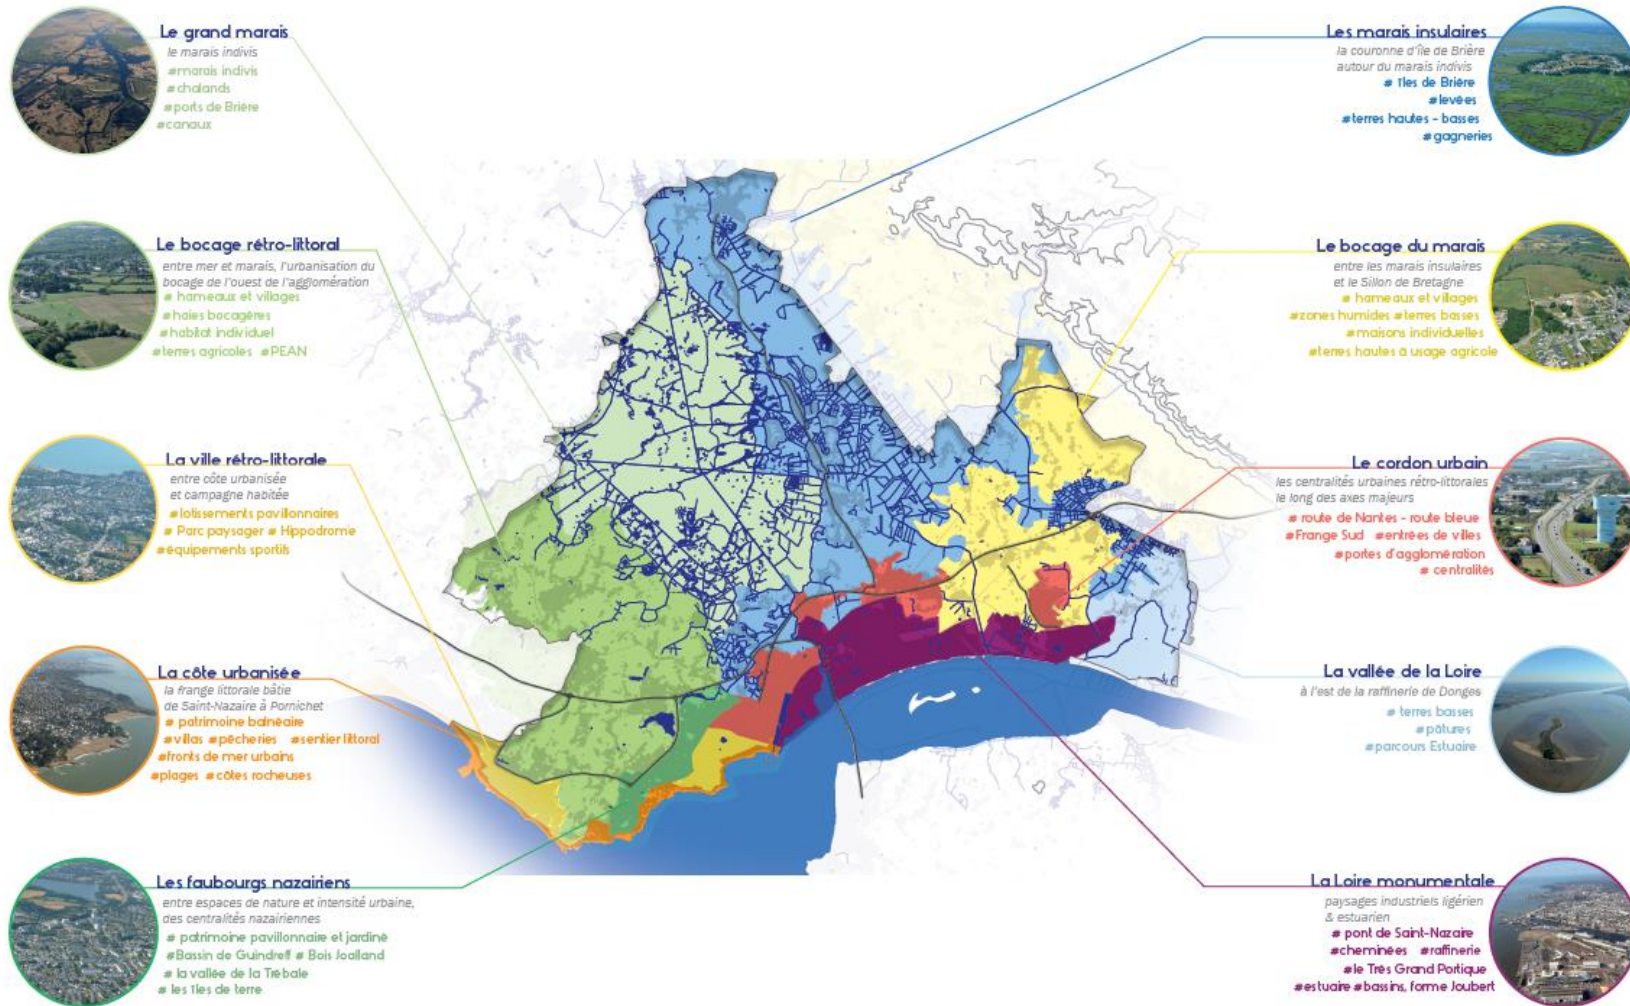 Le grand marais
le marais indivis
#marais indivis
#chalands
#ports de Brière
#canaux
Le bocage rétro-littoral
entre mer et marais, l'urbanisation du
bocage de l'ouest de l'agglomération
# hameaux et villages
#haies bocagères
#habitat individuel
#terres agricoles #PEAN
La ville rétro-littorale
entre côte urbanisée
et campagne habitée
#lotissements pavillonnaires
# Parc paysager # Hippodrome
#équipements sportifs
La côte urbanisée
la frange littorale bâtie
de Saint-Nazaire à Pornichet
# patrimoine balnéaire
#villas #pêcheries #sentier littoral
#fronts de mer urbains
#plages #côtes rocheuses
Les faubourgs nazairiens
entre espaces de nature et intensité urbaine,
des centralités nazairiennes
# patrimoine pavillonnaire et jardiné
#Bassin de Guindreff # Bois Joalland
# la vallée de la Trébale
# les îles de terre
Les marais insulaires
la couronne d'île de Brière
autour du marais indivis
# îles de Brière
#levées
#terres hautes - basses
#gagneries
Le bocage du marais
entre les marais insulaires
et le Sillon de Bretagne
# hameaux et villages
#zones humides #terres basses
#maisons individuelles
#terres hautes à usage agricole
Le cordon urbain
les centralités urbaines rétro-littorales
le long des axes majeurs
# route de Nantes - route bleue
#Frange Sud #entrées de villes
#portes d'agglomération
# centralités
La vallée de la Loire
à l'est de la raffinerie de Donges
# terres basses
#pâtures
#parcours Estuaire
La Loire monumentale
paysages industriels ligérien
& estuarien
# pont de Saint-Nazaire
#cheminées #raffinerie
#le Très Grand Portique
#estuaire #bassins, forme Joubert